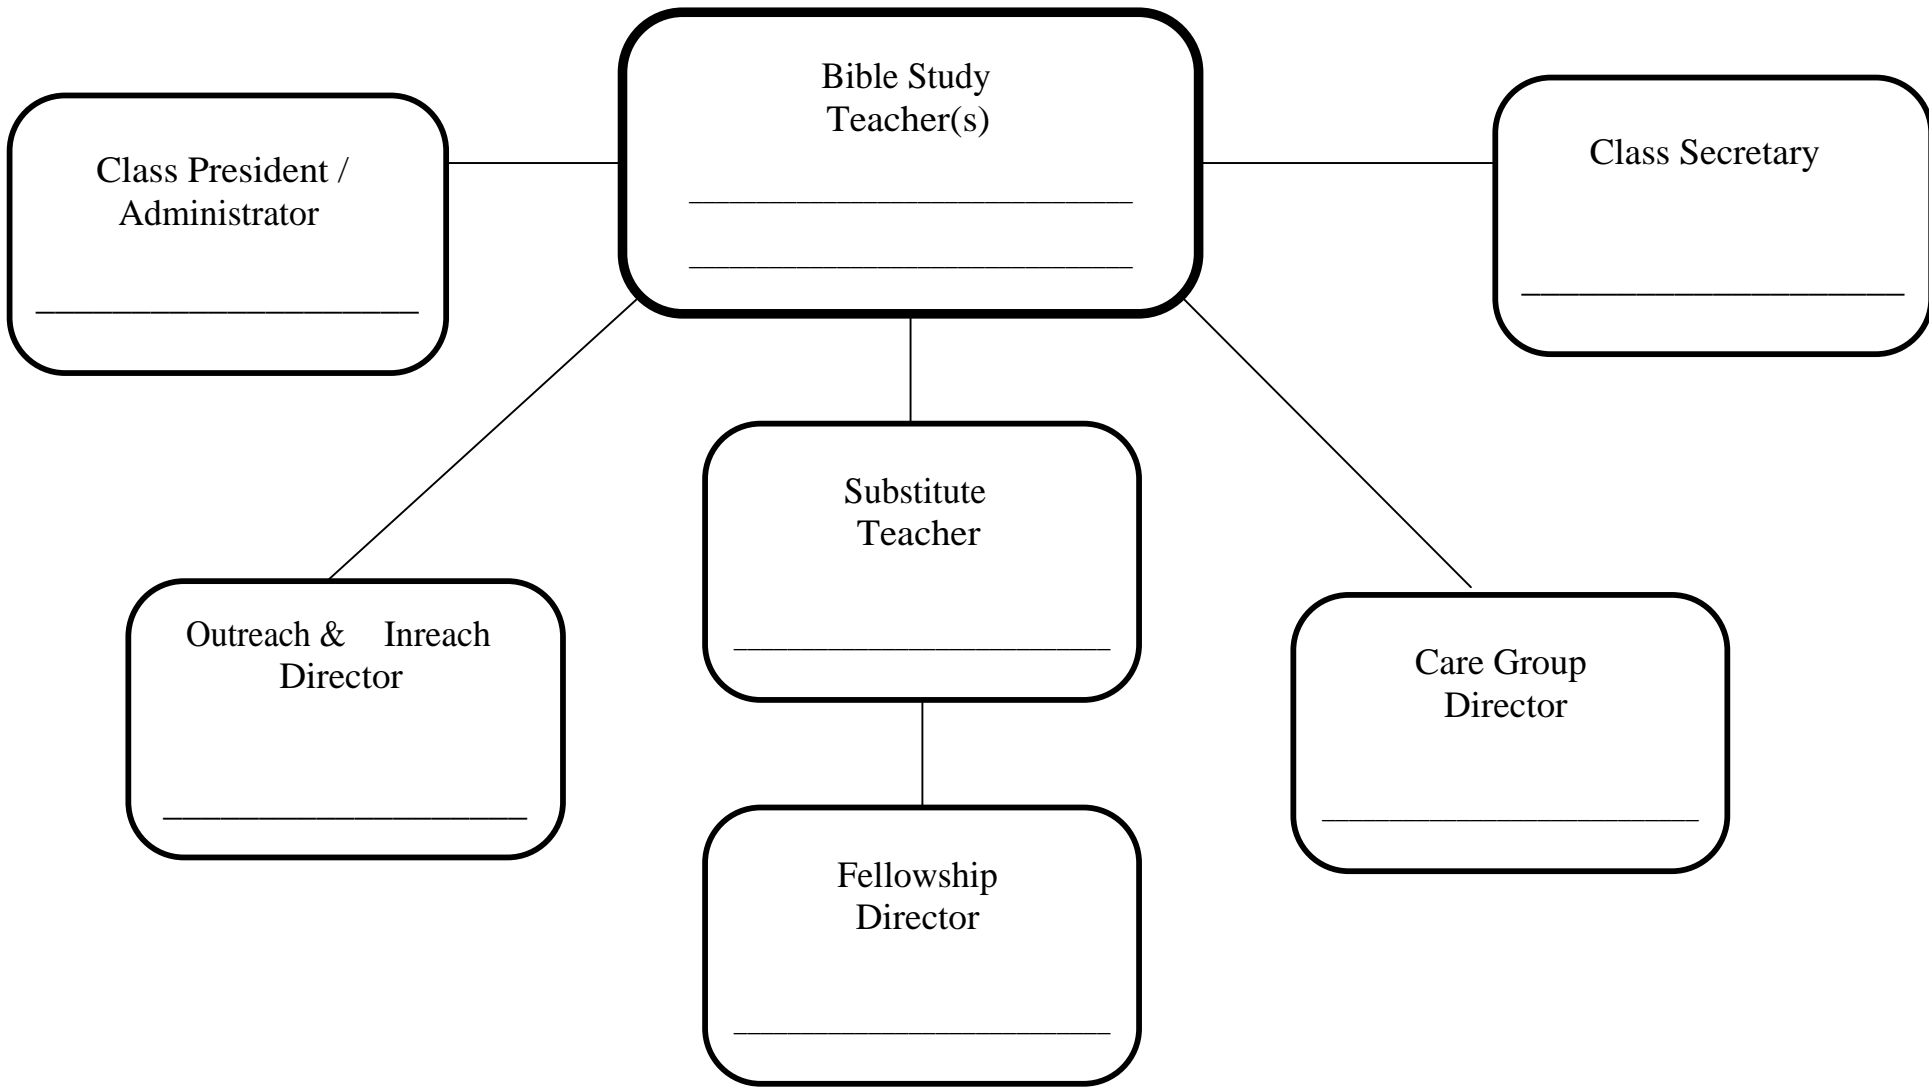 Bible Study
Teacher(s)
Class President /
Administrator
Class Secretary
Substitute
Teacher
Outreach & Inreach
Director
Care Group
Director
Fellowship
Director